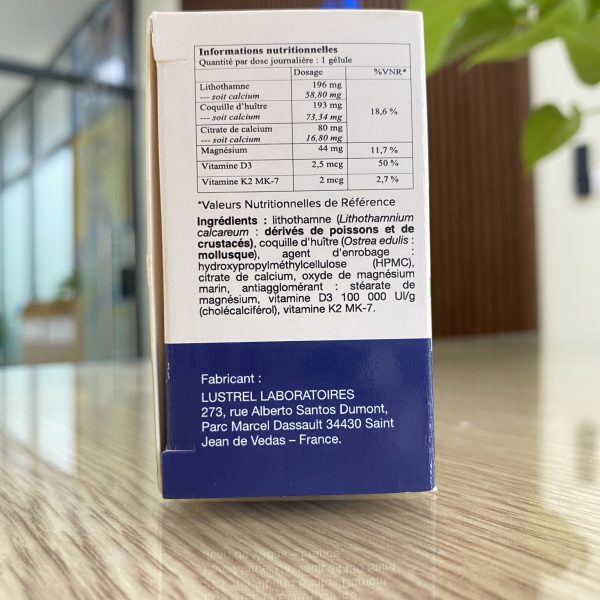 Informations nutritionnelles
Quantité par dose journalière : 1 gélule
Dosage %VNR*
Lithothamne 196 mg
--- soit calcium 58,80 mg
Coquille d'huître 193 mg 18,6 %
--- soit calcium 73,34 mg
Citrate de calcium 80 mg
--- soit calcium 16,80 mg
Magnésium 44 mg 11,7 %
Vitamine D3 2,5 mcg 50 %
Vitamine K2 MK-7 2 mcg 2,7 %
*Valeurs Nutritionnelles de Référence
Ingrédients : lithothamne (Lithothamnium
calcareum : dérivés de poissons et de
crustacés), coquille d'huître (Ostrea edulis :
mollusque), agent d'enrobage :
hydroxypropylméthylcellulose (HPMC),
citrate de calcium, oxyde de magnésium
marin, antiagglomérant : stéarate de
magnésium, vitamine D3 100 000 UI/g
(cholécalciférol), vitamine K2 MK-7.
Fabricant :
LUSTREL LABORATOIRES
273, rue Alberto Santos Dumont,
Parc Marcel Dassault 34430 Saint
Jean de Vedas – France.